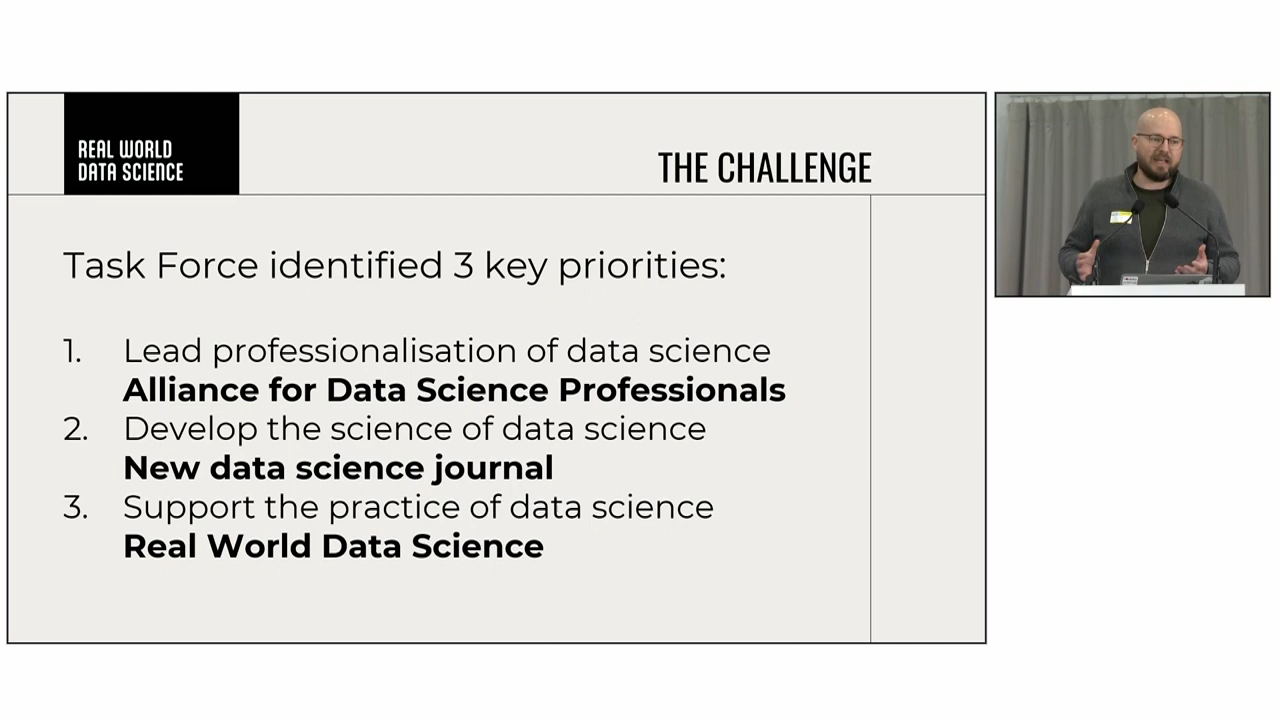 REAL WORLD
DATA SCIENCE
THE CHALLENGE
Task Force identified 3 key priorities:
1. Lead professionalisation of data science
Alliance for Data Science Professionals
2. Develop the science of data science
New data science journal
3. Support the practice of data science
Real World Data Science